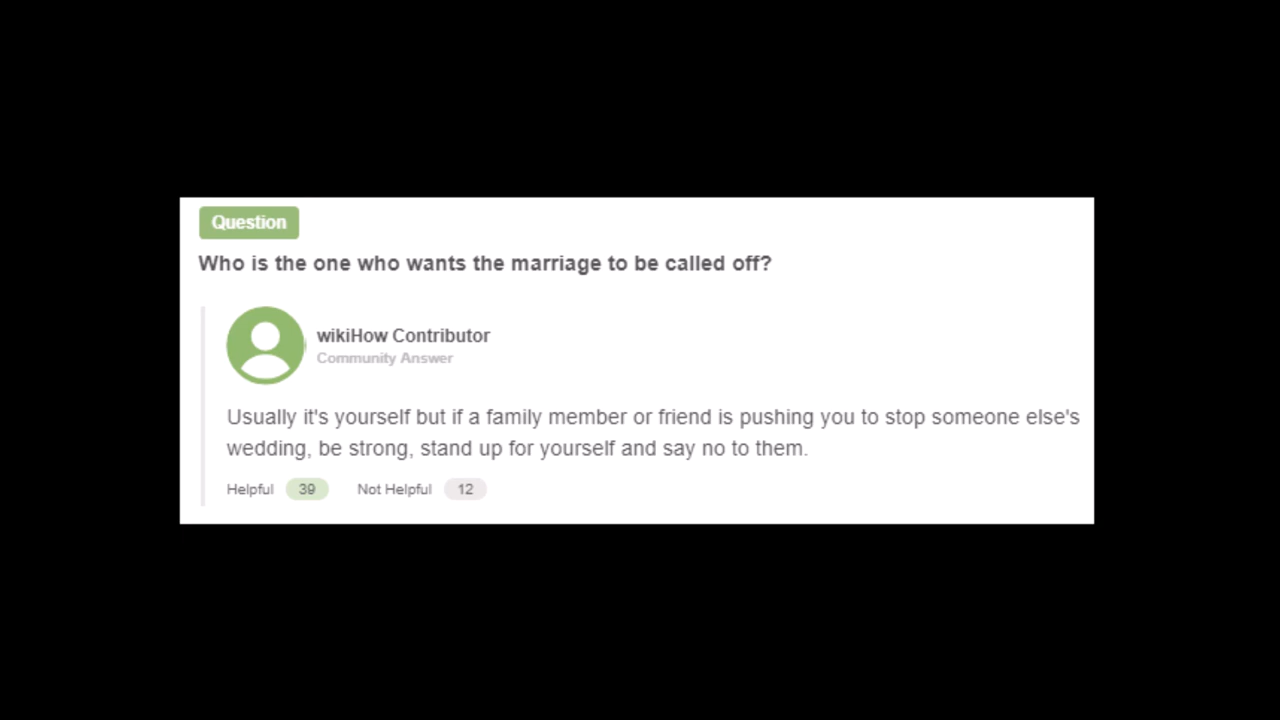 Question
Who is the one who wants the marriage to be called off?
wikiHow Contributor
Community Answer
Usually it's yourself but if a family member or friend is pushing you to stop someone else's
wedding, be strong, stand up for yourself and say no to them.
Helpful 39 Not Helpful 12